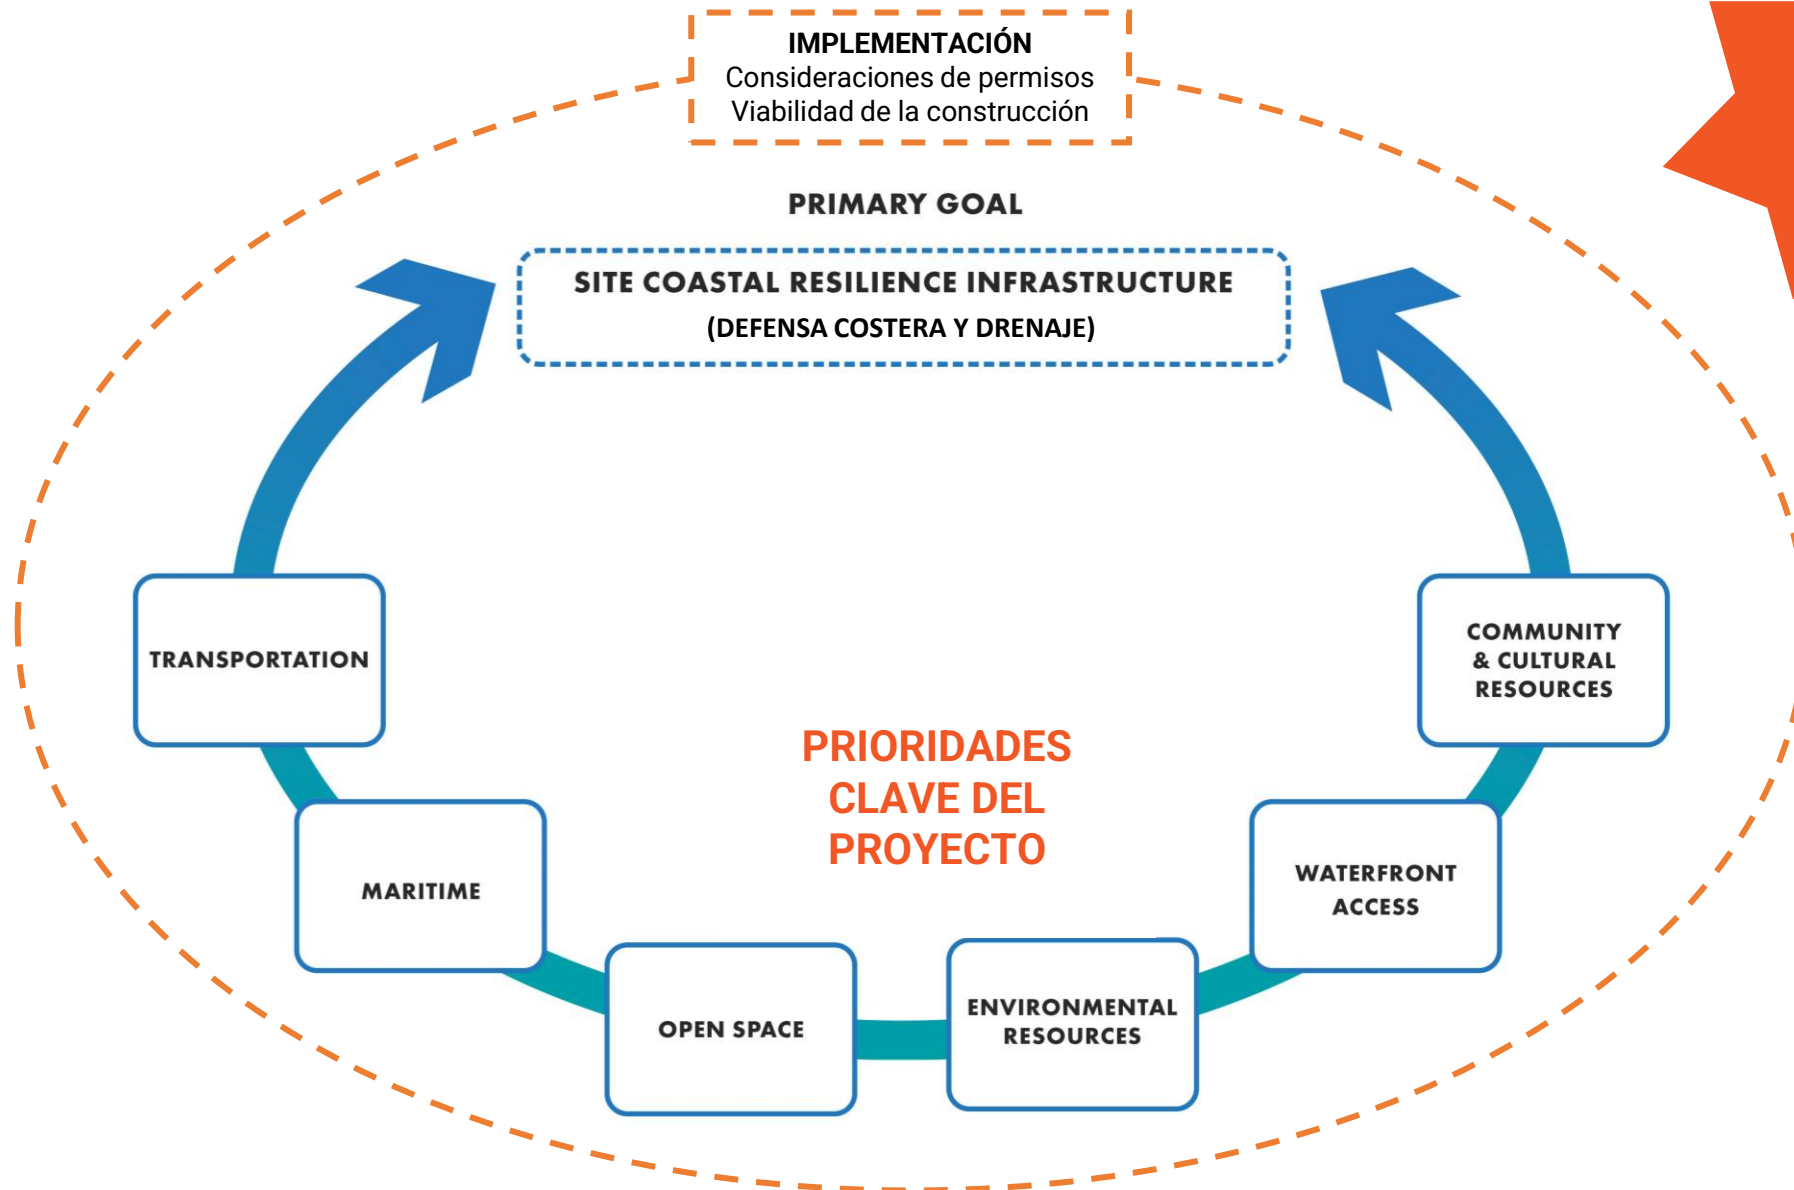 IMPLEMENTACIÓN
Consideraciones de permisos
Viabilidad de la construcción
PRIMARY GOAL
SITE COASTAL RESILIENCE INFRASTRUCTURE
(DEFENSA COSTERA Y DRENAJE)
TRANSPORTATION
COMMUNITY
& CULTURAL
RESOURCES
PRIORIDADES
CLAVE DEL
PROYECTO
MARITIME
WATERFRONT
ACCESS
OPEN SPACE
ENVIRONMENTAL
RESOURCES